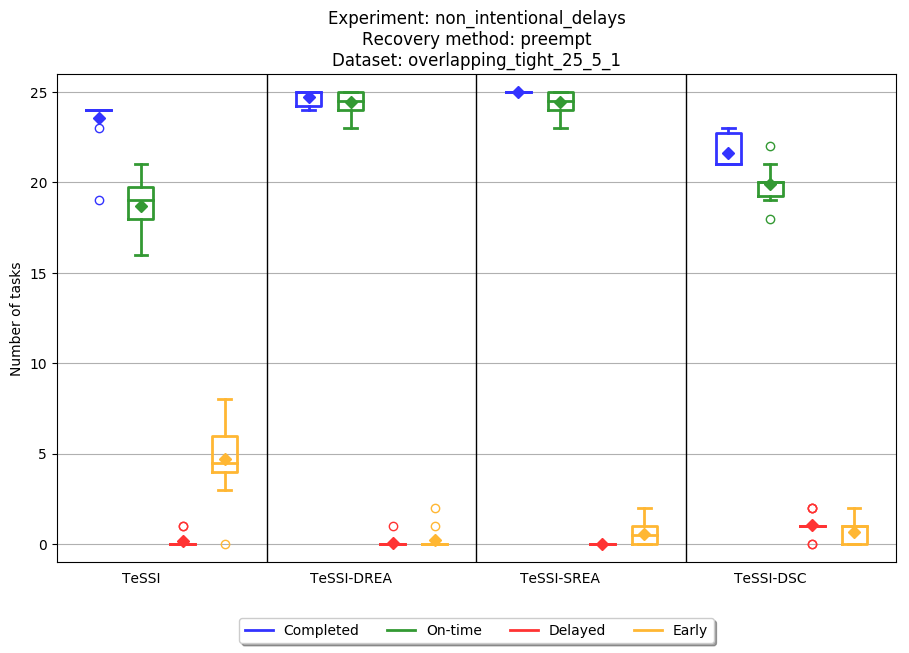 Experiment: non_intentional_delays
Recovery method: preempt
Dataset: overlapping_tight_25_5_1
25
20
15
10
5
0
Number of tasks
TeSSI
TeSSI-DREA
TeSSI-SREA
TeSSI-DSC
Completed
On-time
Delayed
Early